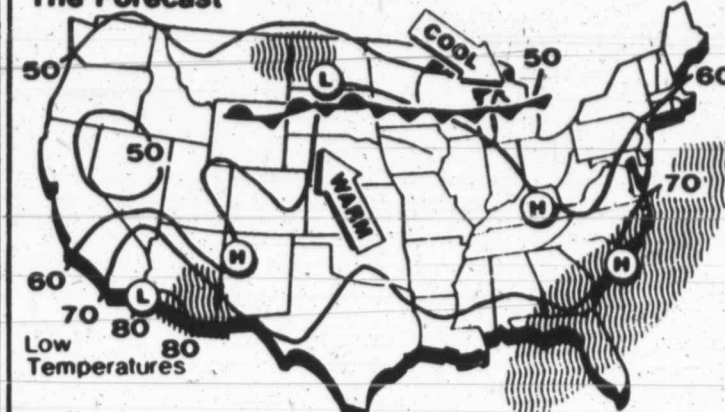 The Forecast
COOL
50
50
60
L
50
WARM
70
H
H
H
60
L
70
80
80
Low
Temperatures